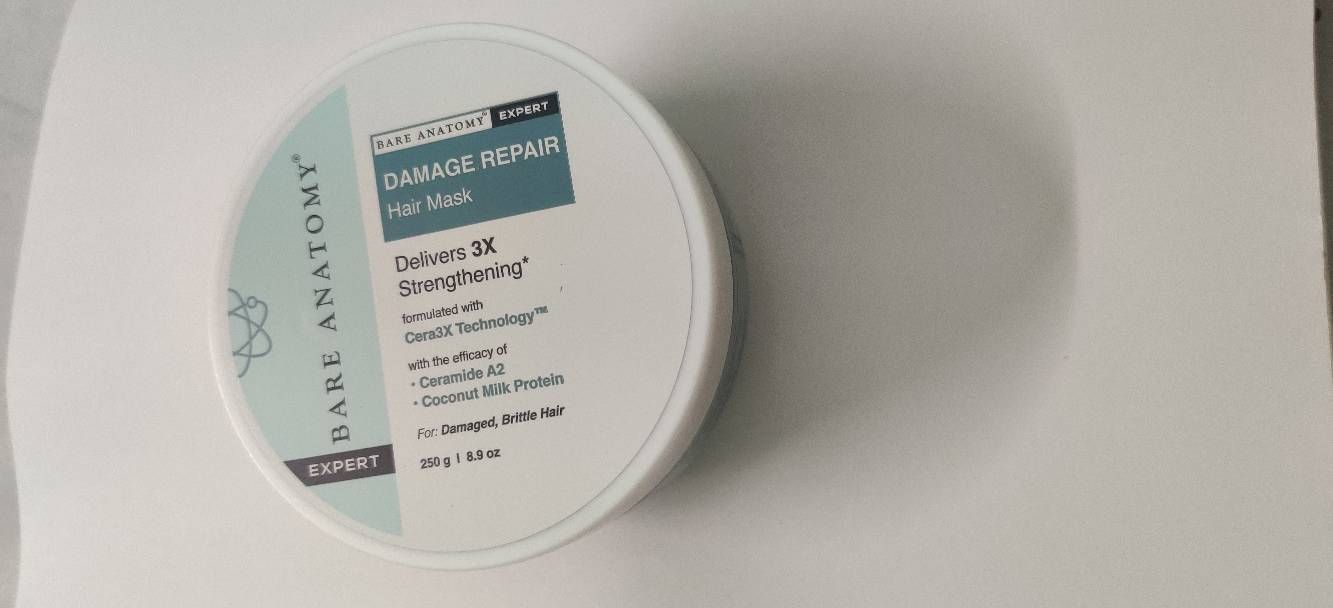 BARE ANATOMY®
EXPERT
BARE ANATOMY® EXPERT
DAMAGE REPAIR
Hair Mask
Delivers 3X
Strengthening*
formulated with
Cera3X Technology™
with the efficacy of
• Ceramide A2
• Coconut Milk Protein
For: Damaged, Brittle Hair
250 g | 8.9 oz